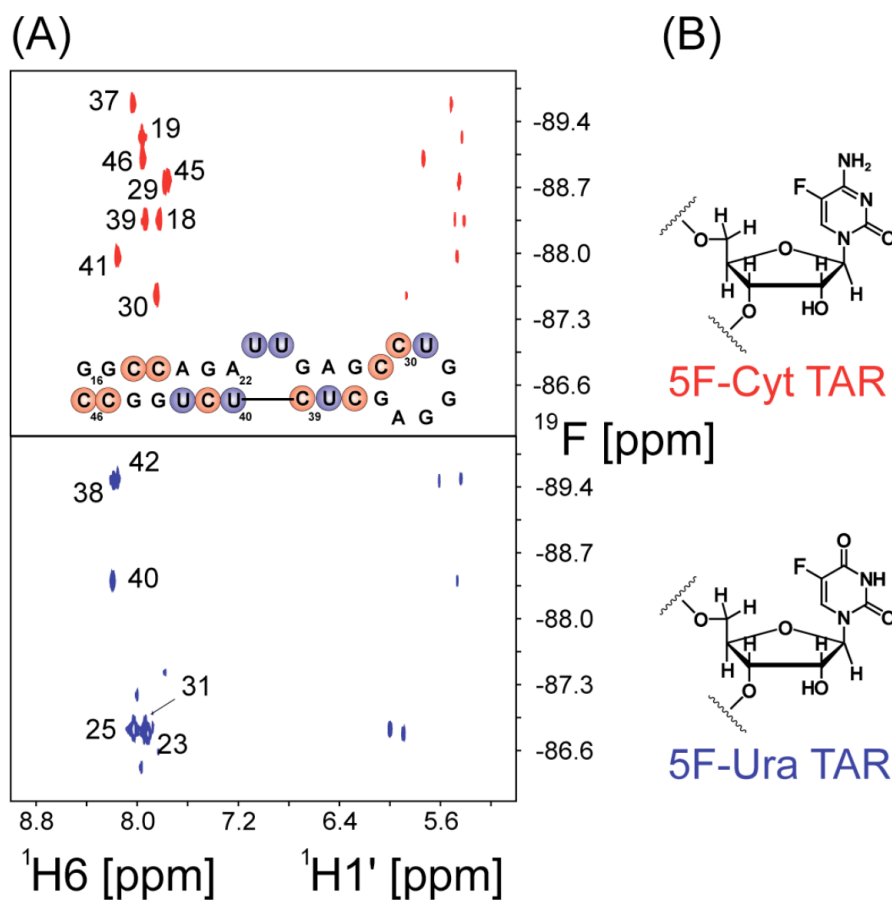 (A)
(B)
37
19
46
45
29
39
18
41
30
-89.4
-88.7
-88.0
-87.3
-86.6
U U
C U
G G C C A G A
G A G C
G
16
22
30
C C G G U C U
C U C G
G
46
40
39
A G
19F [ppm]
F
NH2
N
N
O
H
H
O
O
H
H
H
O
HO
H
5F-Cyt TAR
42
38
40
31
25
23
-89.4
-88.7
-88.0
-87.3
-86.6
O
F
NH
N
O
H
H
O
O
H
H
H
O
HO
H
5F-Ura TAR
8.8 8.0 7.2 6.4 5.6
1H6 [ppm]
1H1' [ppm]